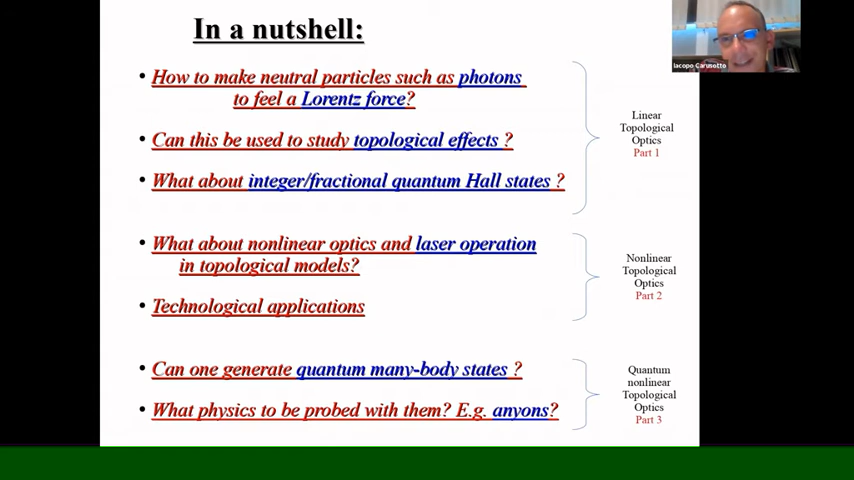 In a nutshell:
Iacopo Carusotto
• How to make neutral particles such as photons
to feel a Lorentz force?
• Can this be used to study topological effects ?
• What about integer/fractional quantum Hall states ?
Linear
Topological
Optics
Part 1
• What about nonlinear optics and laser operation
in topological models?
• Technological applications
Nonlinear
Topological
Optics
Part 2
• Can one generate quantum many-body states ?
• What physics to be probed with them? E.g. anyons?
Quantum
nonlinear
Topological
Optics
Part 3